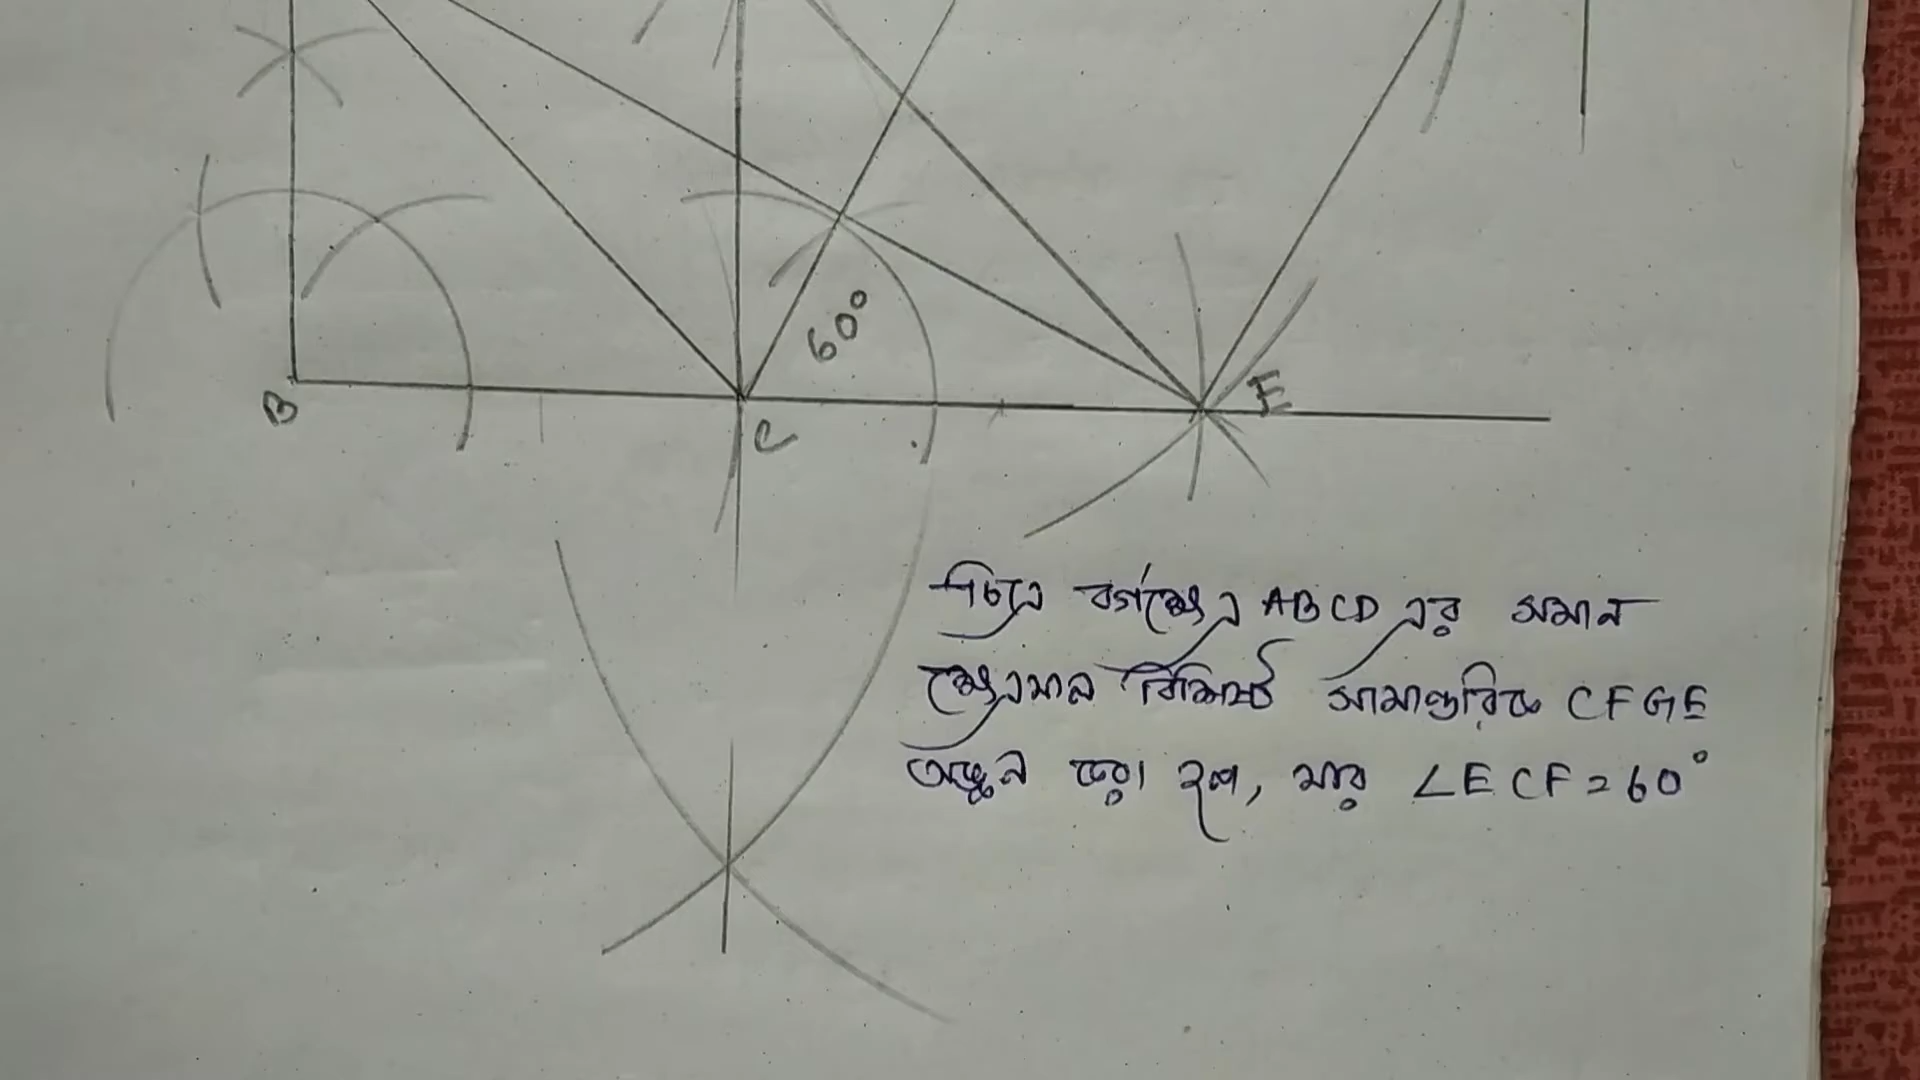 60°
B
C
E
চিত্রে বর্গক্ষেত্র ABCD এর সমান
ক্ষেত্রফল বিশিষ্ট সামান্তরিক CFGE
অঙ্কন করা হল, যার ∠ECF=60°